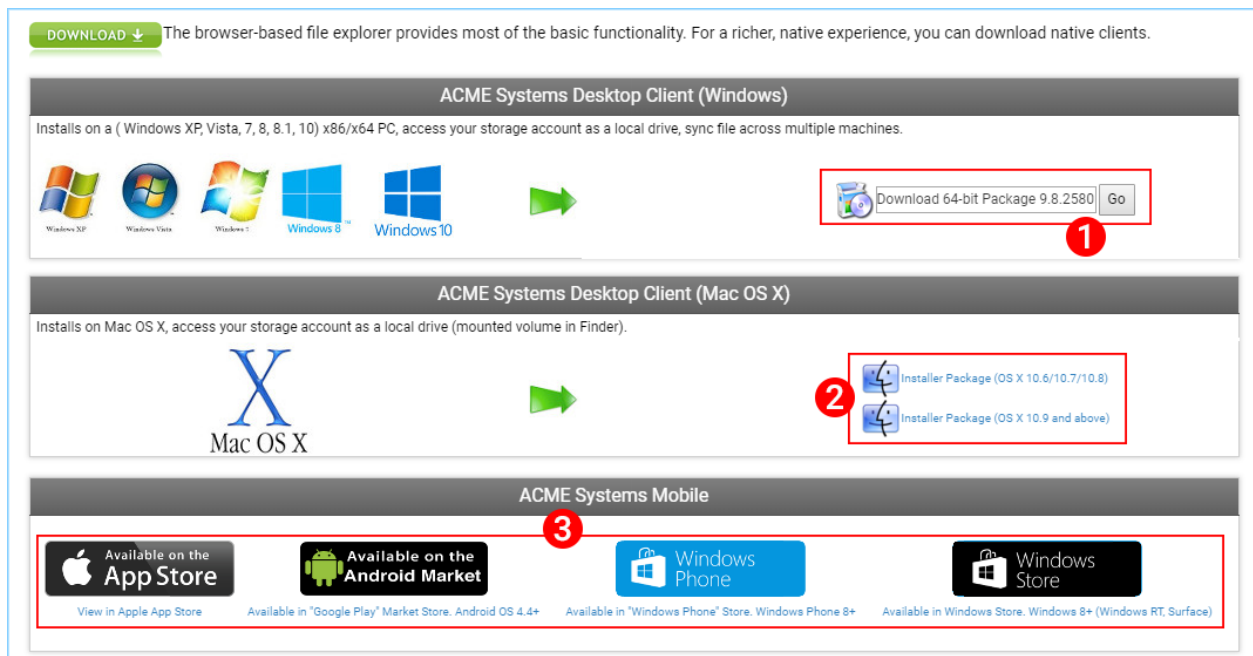 DOWNLOAD
The browser-based file explorer provides most of the basic functionality. For a richer, native experience, you can download native clients.
ACME Systems Desktop Client (Windows)
Installs on a ( Windows XP, Vista, 7, 8, 8.1, 10) x86/x64 PC, access your storage account as a local drive, sync file across multiple machines.
Windows XP
Windows Vista
Windows 7
Windows 8 ™
Windows 10
Download 64-bit Package 9.8.2580
Go
1
ACME Systems Desktop Client (Mac OS X)
Installs on Mac OS X, access your storage account as a local drive (mounted volume in Finder).
X
Mac OS X
2
Installer Package (OS X 10.6/10.7/10.8)
Installer Package (OS X 10.9 and above)
ACME Systems Mobile
3
Available on the
App Store
Available on the
Android Market
Windows
Phone
Windows
Store
View in Apple App Store
Available in "Google Play" Market Store. Android OS 4.4+
Available in "Windows Phone" Store. Windows Phone 8+
Available in Windows Store. Windows 8+ (Windows RT, Surface)